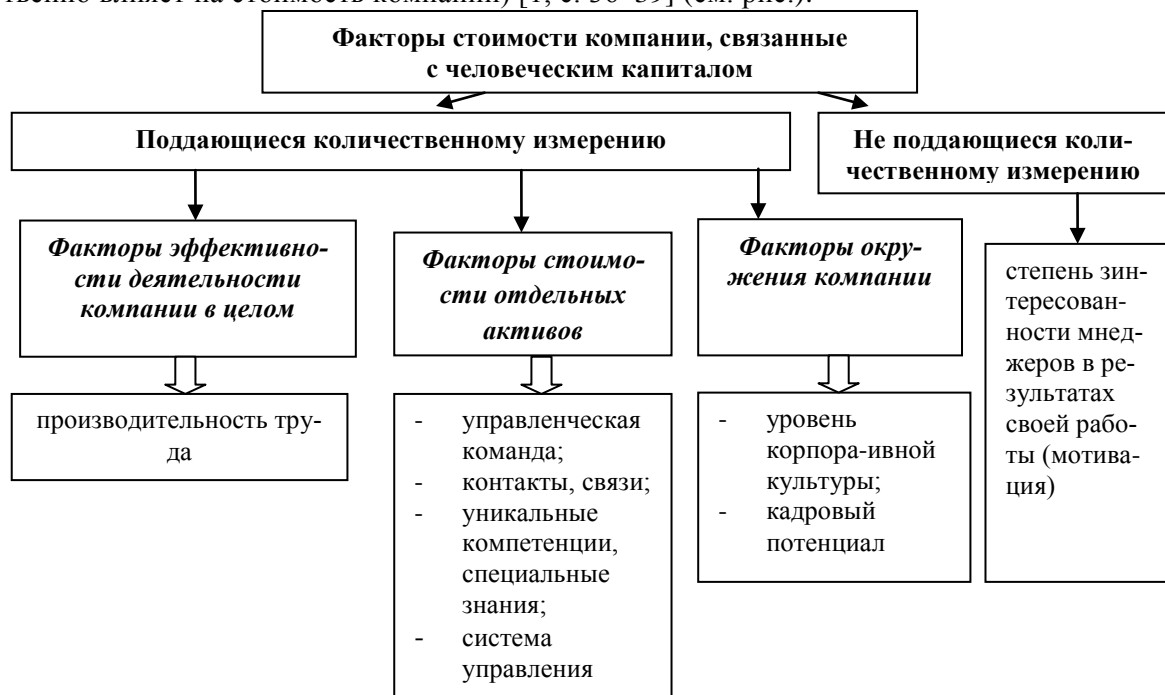 ственно влияет на стоимость компании) [1, с. 36–39] (см. рис.).
Факторы стоимости компании, связанные
с человеческим капиталом
Поддающиеся количественному измерению
Не поддающиеся коли-
чественному измерению
Факторы эффективно-
сти деятельности
компании в целом
производительность тру-
да
Факторы стоимо-
сти отдельных
активов
- управленческая
команда;
- контакты, связи;
- уникальные
компетенции,
специальные
знания;
- система
управления
Факторы окру-
жения компании
- уровень
корпора-ивной
культуры;
- кадровый
потенциал
степень зин-
тересован-
ности мнед-
жеров в ре-
зультатах
своей рабо-
ты (мотива-
ция)